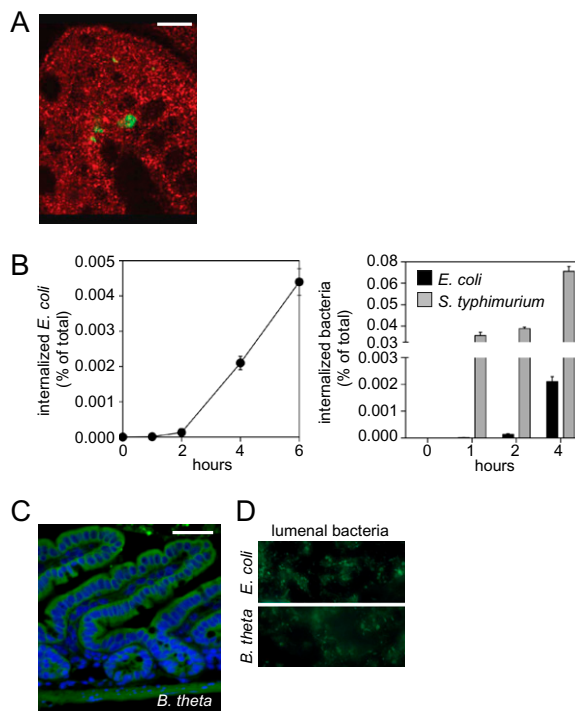 A
B
internalized E. coli
(% of total)
0.005
0.004
0.003
0.002
0.001
0.000
0
2
4
6
hours
internalized bacteria
(% of total)
0.08
0.07
0.06
0.05
0.04
0.03
0.002
0.001
0.000
E. coli
S. typhimurium
0
1
2
4
hours
C
B. theta
D
lumenal bacteria
E. coli
B. theta